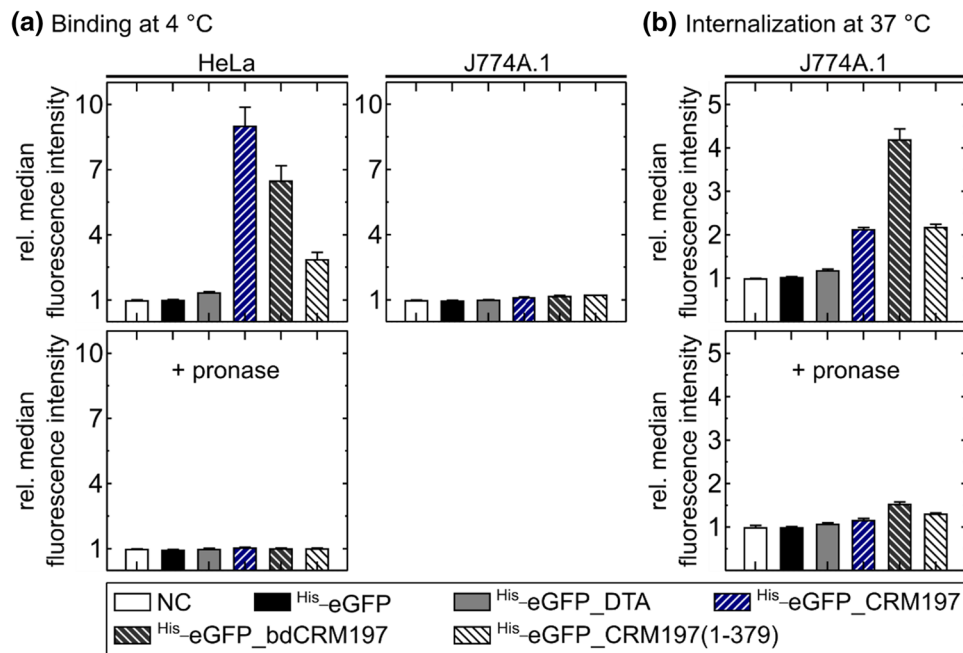 (a) Binding at 4 °C
(b) Internalization at 37 °C
HeLa
J774A.1
J774A.1
rel. median
fluorescence intensity
10
7
4
1
10
7
4
1
rel. median
fluorescence intensity
5
4
3
2
1
+ pronase
rel. median
fluorescence intensity
10
7
4
1
+ pronase
rel. median
fluorescence intensity
5
4
3
2
1
NC
His–eGFP
His–eGFP_DTA
His–eGFP_CRM197
His–eGFP_bdCRM197
His–eGFP_CRM197(1-379)